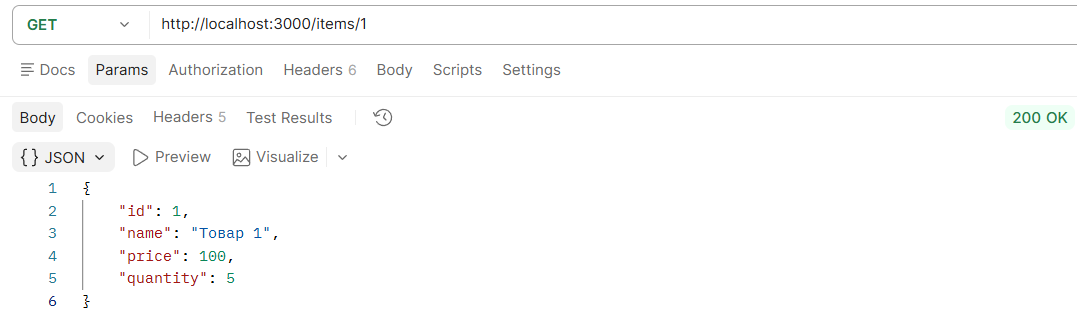 GET http://localhost:3000/items/1
Docs Params Authorization Headers 6 Body Scripts Settings
Body Cookies Headers 5 Test Results 200 OK
{} JSON Preview Visualize
1 {
2 "id": 1,
3 "name": "Товар 1",
4 "price": 100,
5 "quantity": 5
6 }